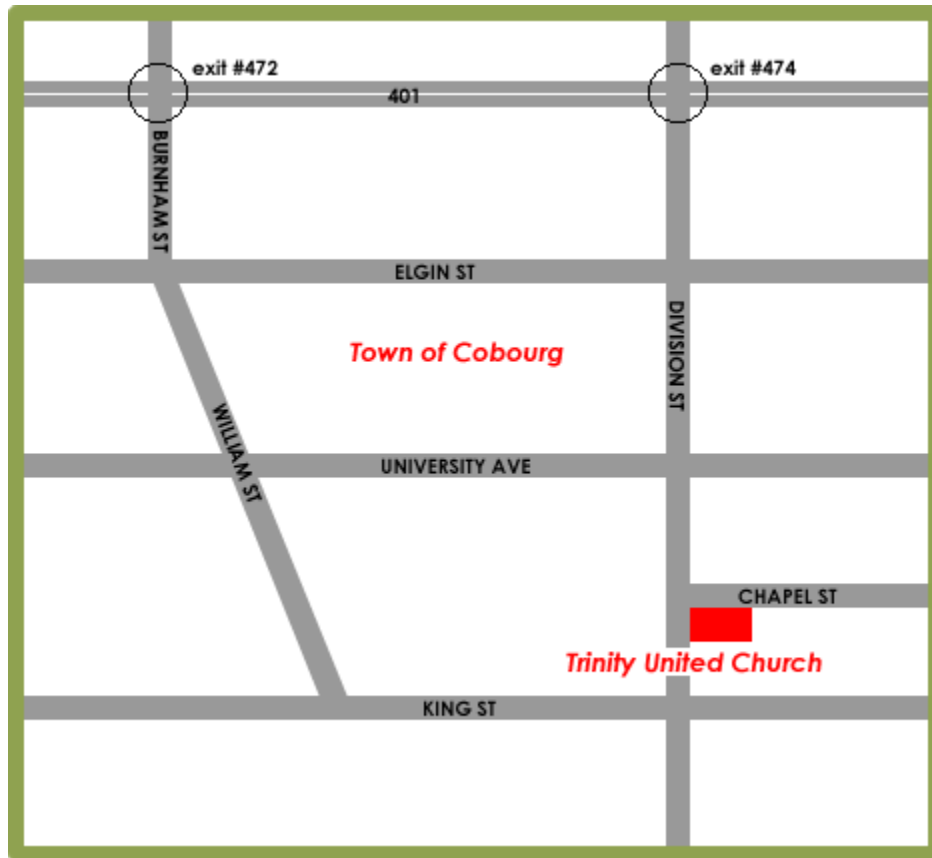 exit #472
exit #474
401
BURNHAM ST
ELGIN ST
DIVISION ST
Town of Cobourg
WILLIAM ST
UNIVERSITY AVE
CHAPEL ST
Trinity United Church
KING ST